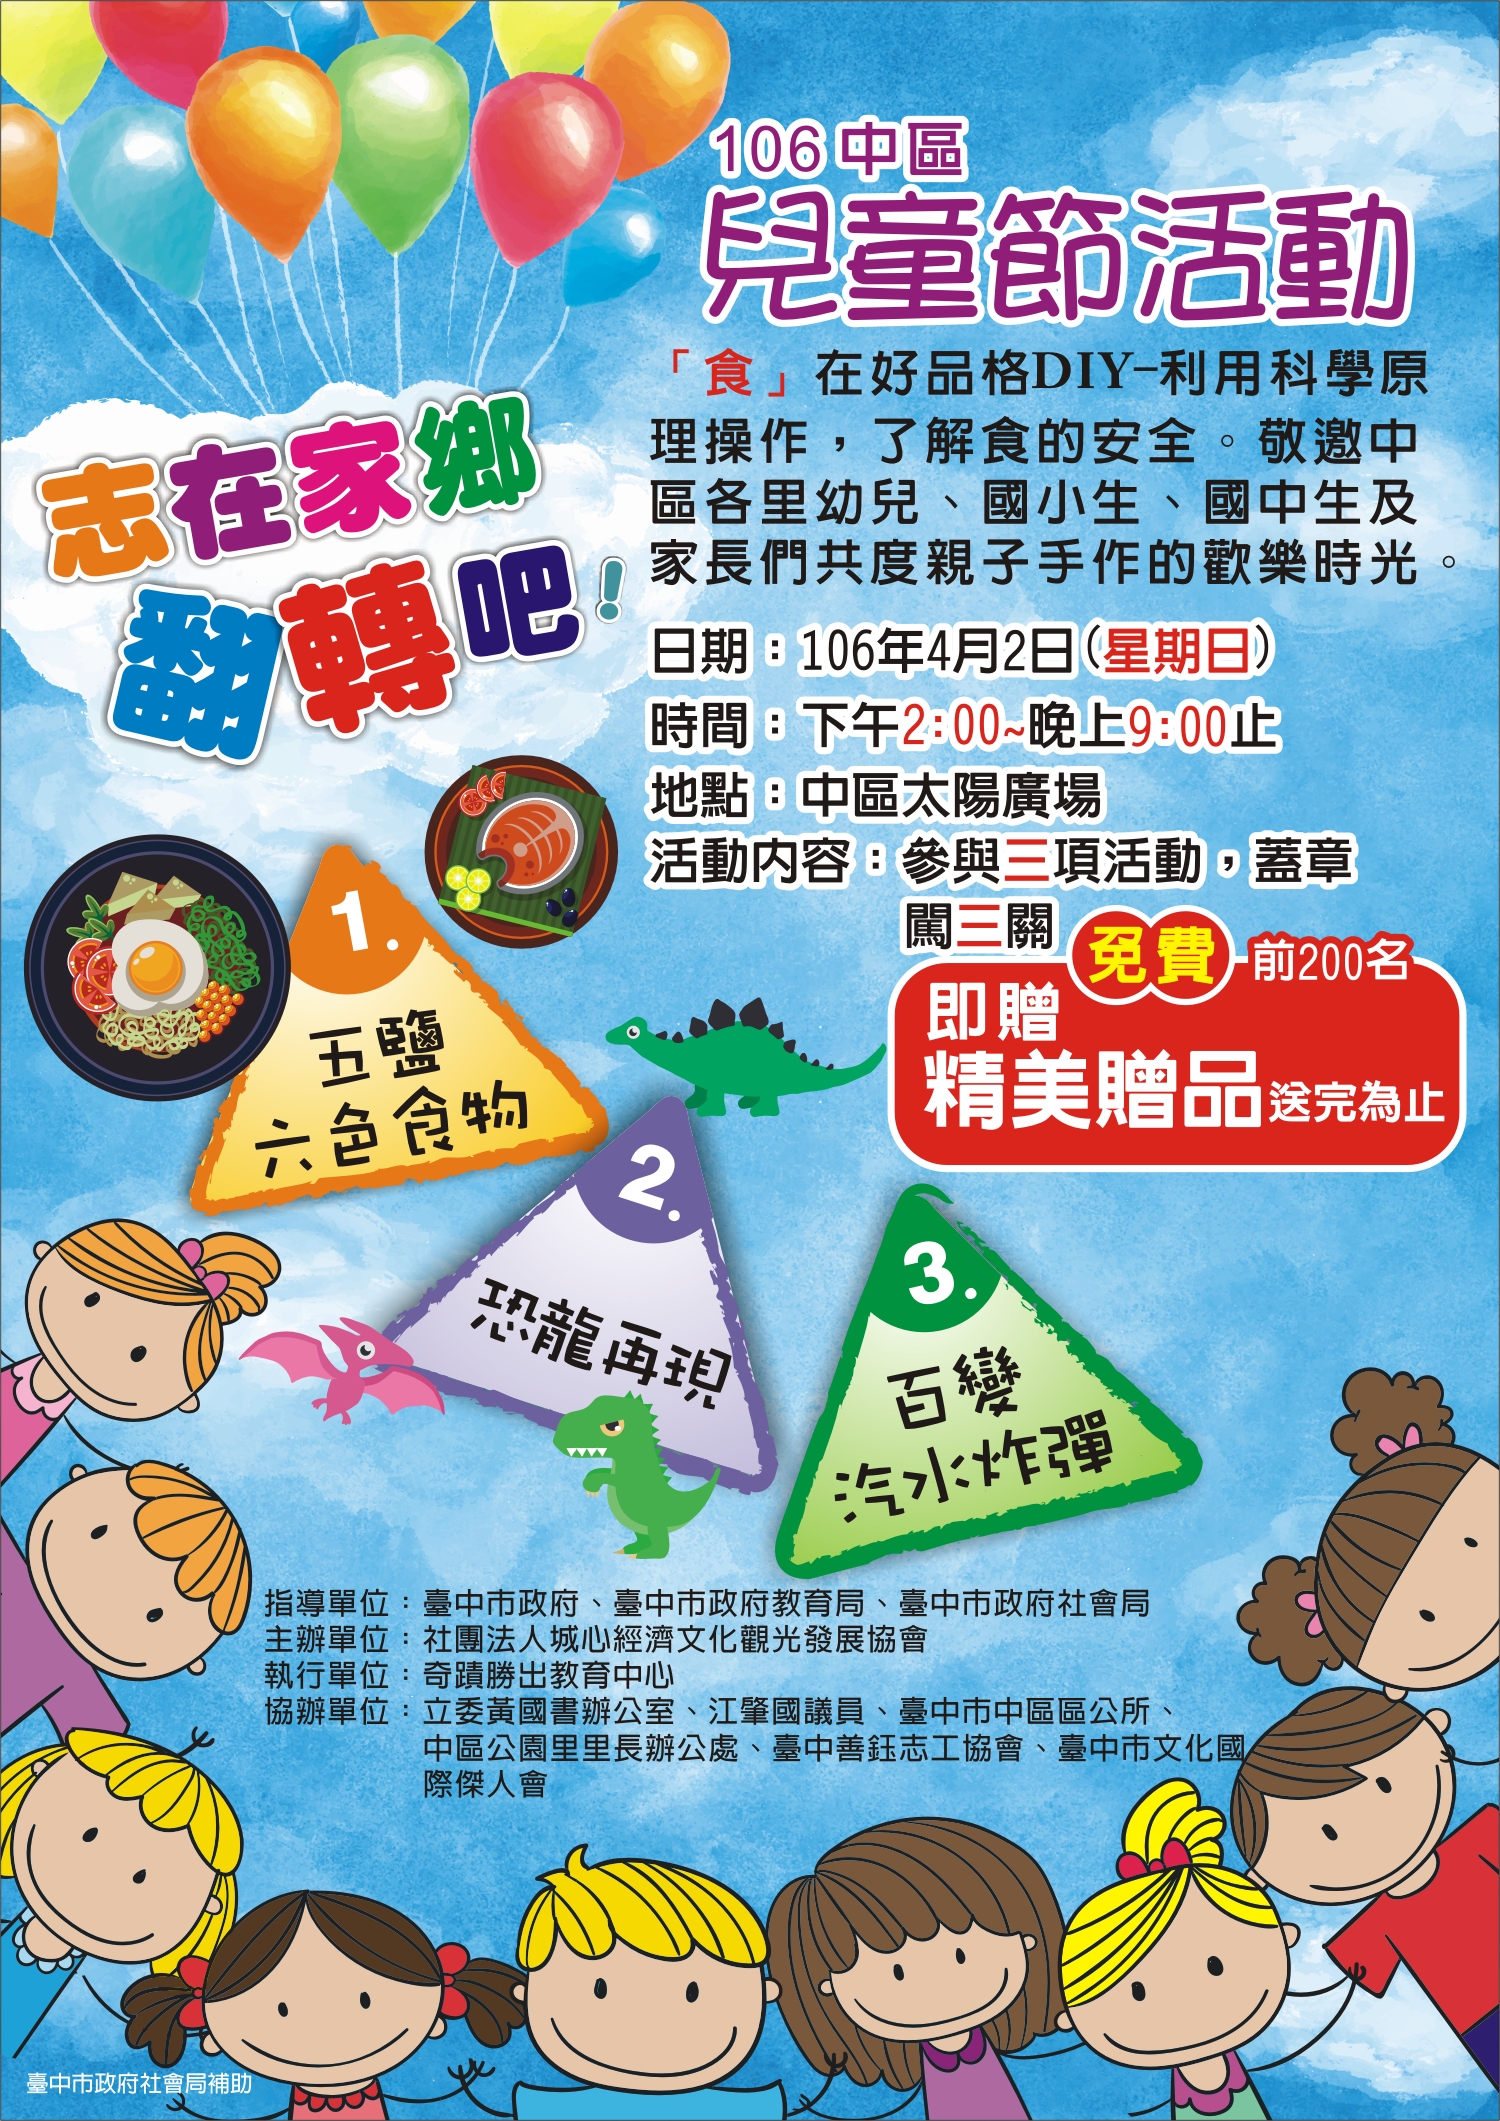 106中區
兒童節活動
「食」在好品格DIY-利用科學原
理操作，了解食的安全。敬邀中
區各里幼兒、國小生、國中生及
家長們共度親子手作的歡樂時光。
志在家鄉
翻轉吧!
日期：106年4月2日(星期日)
時間：下午2:00~晚上9:00止
地點：中區太陽廣場
活動內容：參與三項活動，蓋章
闖三關
免費 前200名
即贈
精美贈品送完為止
1.
五鹽
六色食物
2.
恐龍再現
3.
百變
汽水炸彈
指導單位：臺中市政府、臺中市政府教育局、臺中市政府社會局
主辦單位：社團法人城心經濟文化觀光發展協會
執行單位：奇蹟勝出教育中心
協辦單位：立委黃國書辦公室、江肇國議員、臺中市中區區公所、
中區公園里里長辦公處、臺中善鈺志工協會、臺中市文化國
際傑人會
臺中市政府社會局補助